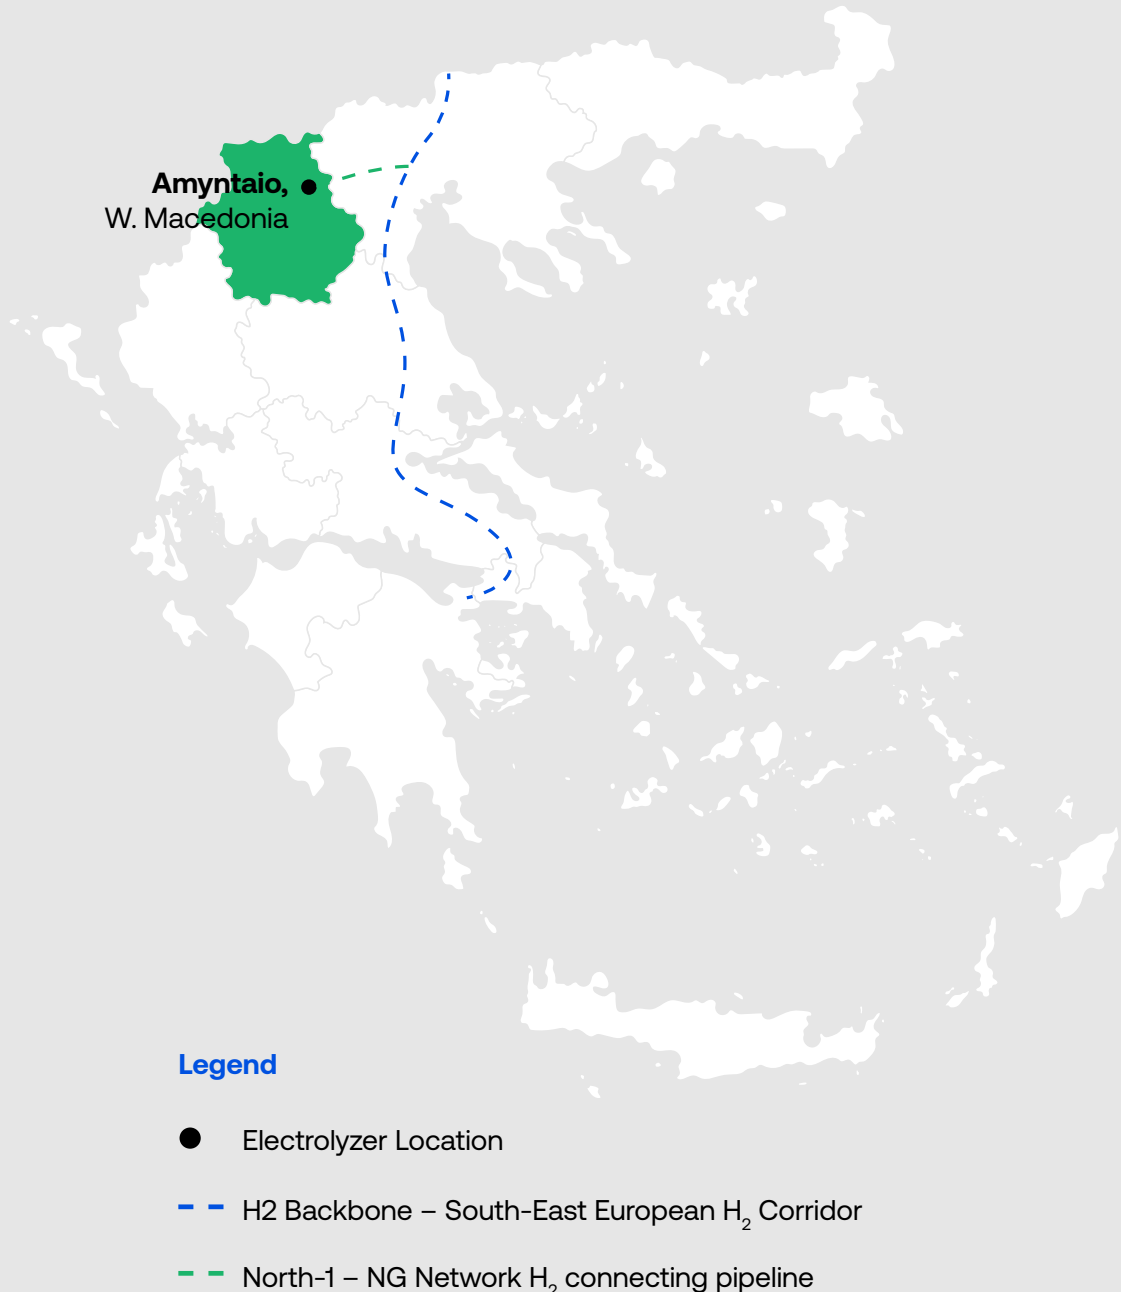 Amyntaio,
W. Macedonia
Legend
Electrolyzer Location
H2 Backbone – South-East European H₂ Corridor
North-1 – NG Network H₂ connecting pipeline